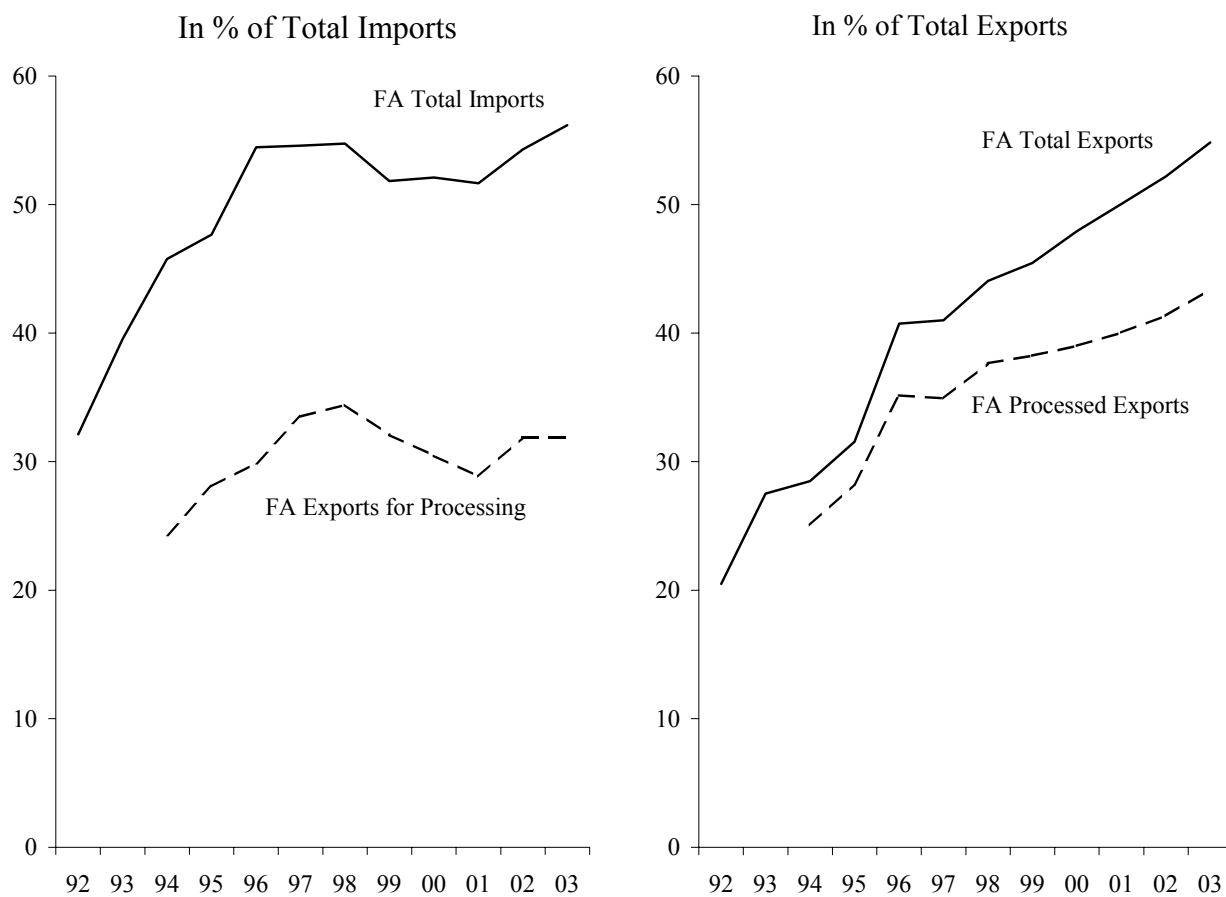 In % of Total Imports
60
50
40
30
20
10
0
FA Total Imports
FA Exports for Processing
92 93 94 95 96 97 98 99 00 01 02 03
In % of Total Exports
60
50
40
30
20
10
0
FA Total Exports
FA Processed Exports
92 93 94 95 96 97 98 99 00 01 02 03